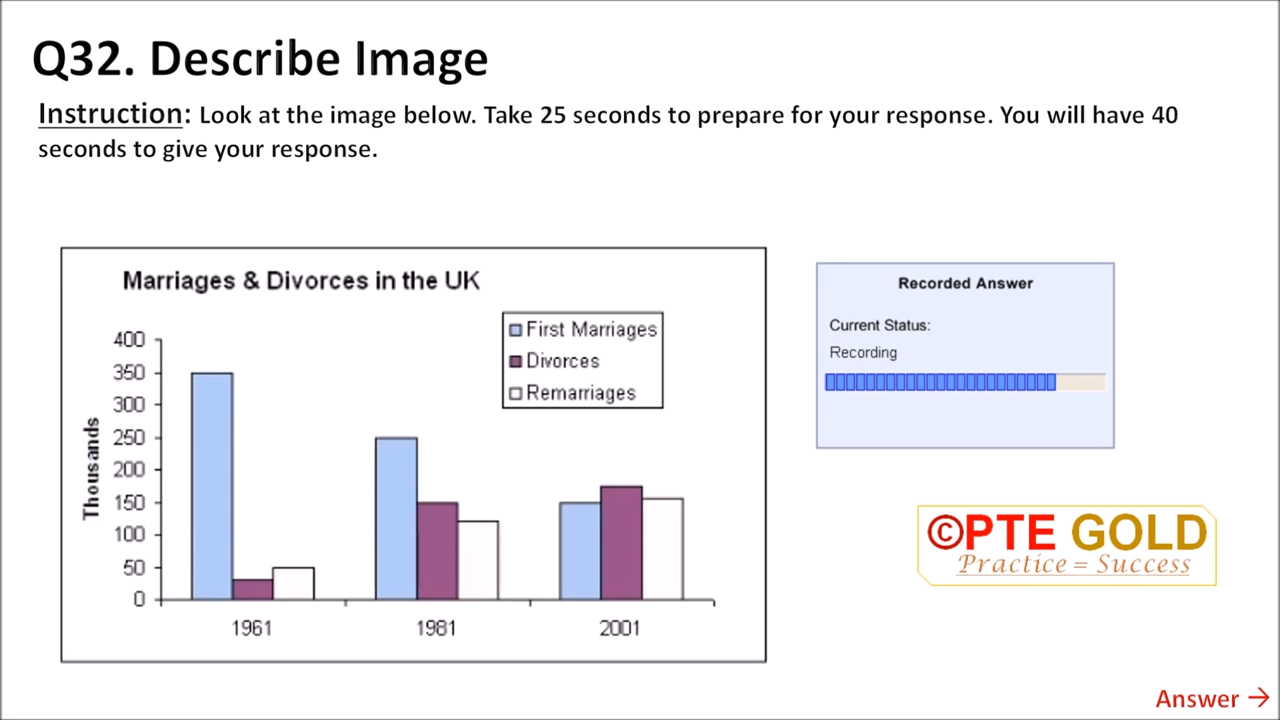 Q32. Describe Image
Instruction: Look at the image below. Take 25 seconds to prepare for your response. You will have 40
seconds to give your response.
Marriages & Divorces in the UK
First Marriages
Divorces
Remarriages
Thousands
400
350
300
250
200
150
100
50
0
1961
1981
2001
Recorded Answer
Current Status:
Recording
©PTE GOLD
Practice = Success
Answer →